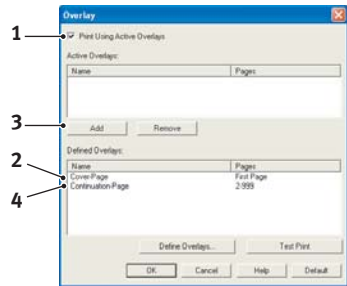 Overlay
1
Print Using Active Overlays
Active Overlays:
Name Pages
3
Add Remove
Defined Overlays:
Name Pages
2
Cover-Page First Page
4
Continuation-Page 2-999
Define Overlays... Test Print
OK Cancel Help Default